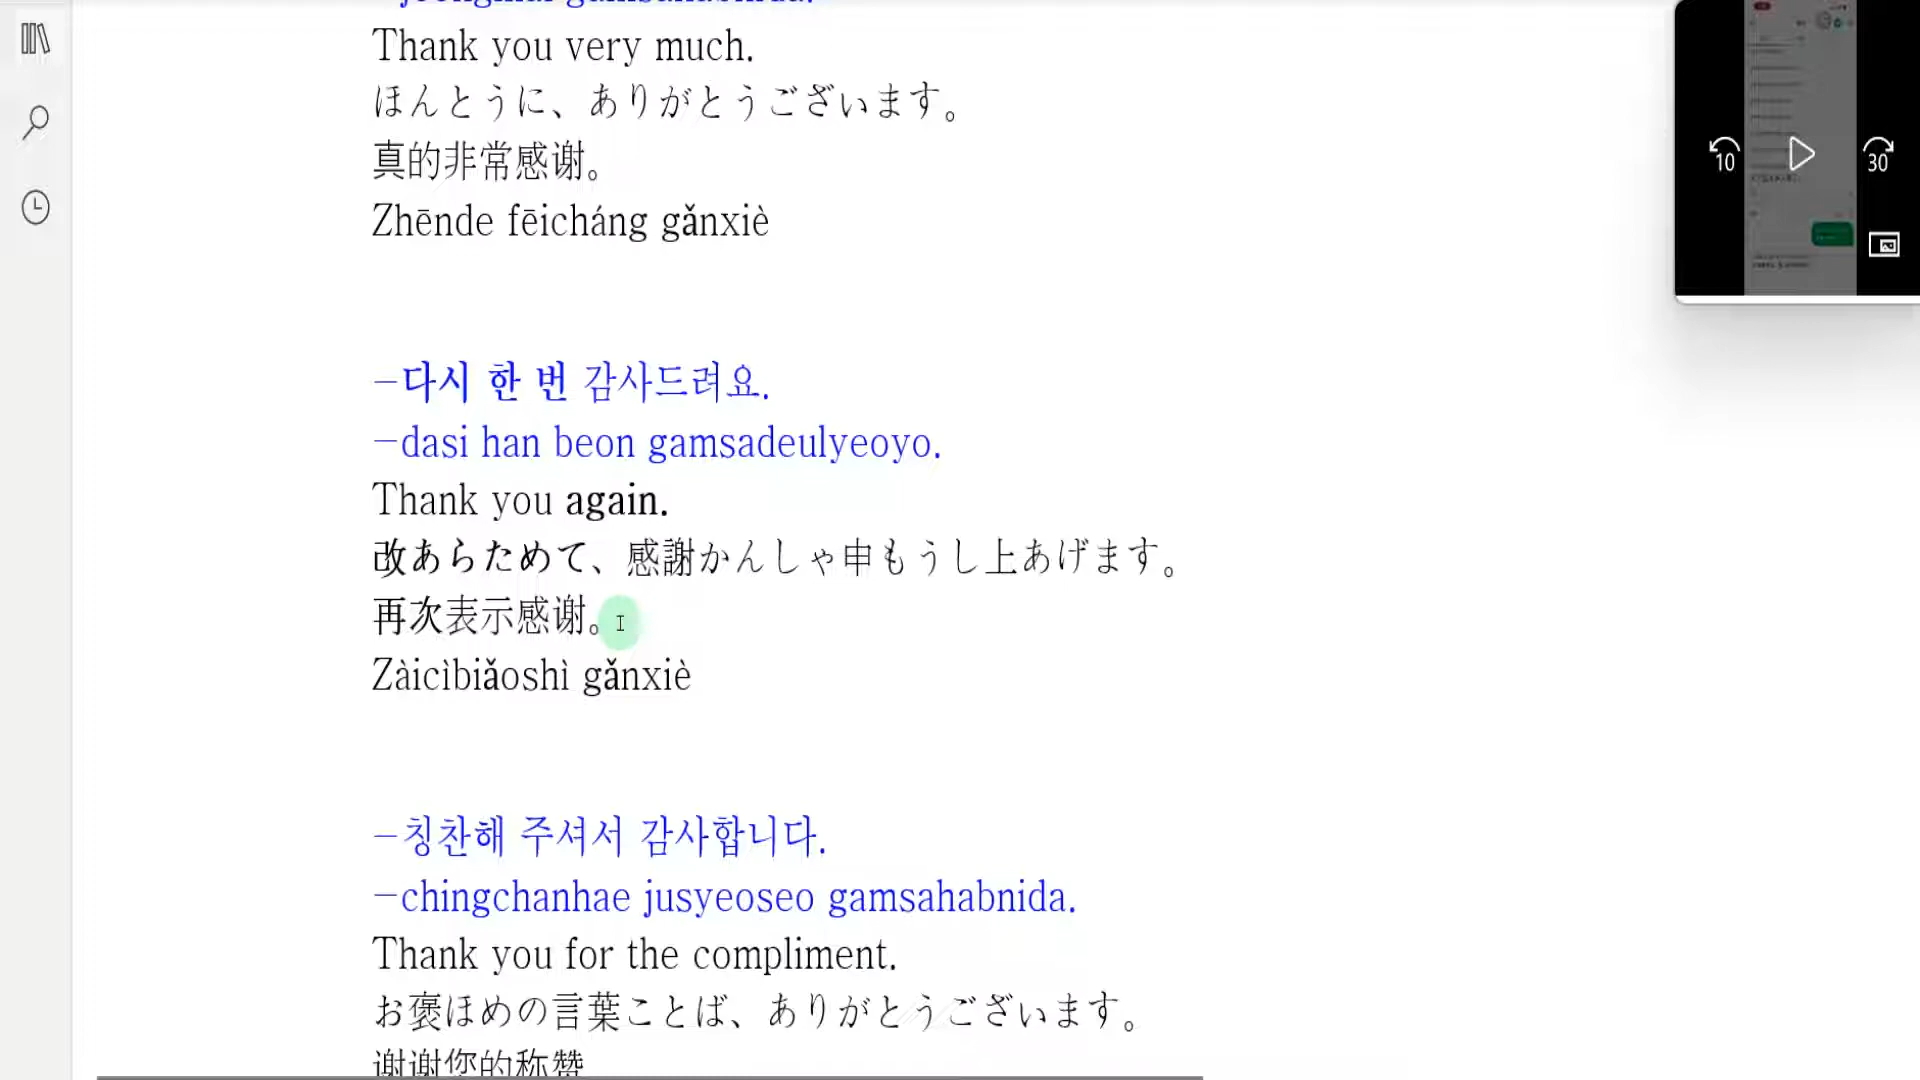 -jeongmal gamsahabnida.
Thank you very much.
ほんとうに、ありがとうございます。
真的非常感谢。
Zhēnde fēicháng gǎnxiè
-다시 한 번 감사드려요.
-dasi han beon gamsadeulyeoyo.
Thank you again.
改あらためて、感謝かんしゃ申もうし上あげます。
再次表示感谢。
Zàicìbiǎoshì gǎnxiè
-칭찬해 주셔서 감사합니다.
-chingchanhae jusyeoseo gamsahabnida.
Thank you for the compliment.
お褒ほめの言葉ことば、ありがとうございます。
谢谢您的称赞
10
30